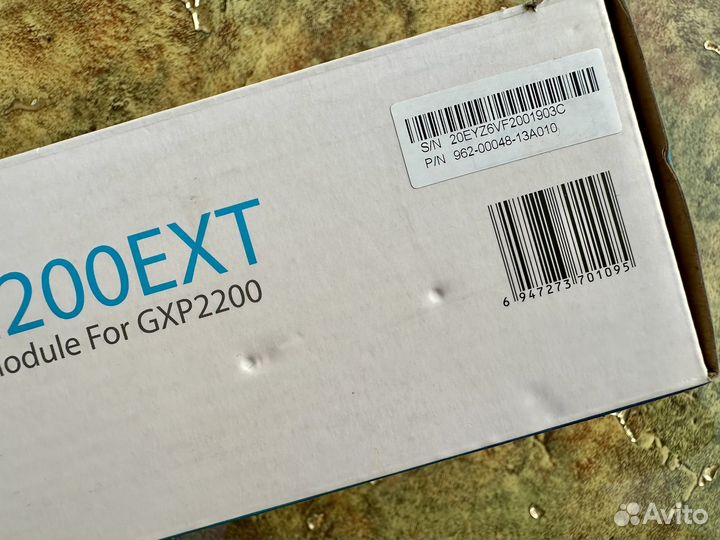 S/N 20EYZ6VF2001903C
P/N 962-00048-13A010
200EXT
odule For GXP2200
6 947273 701095
Avito